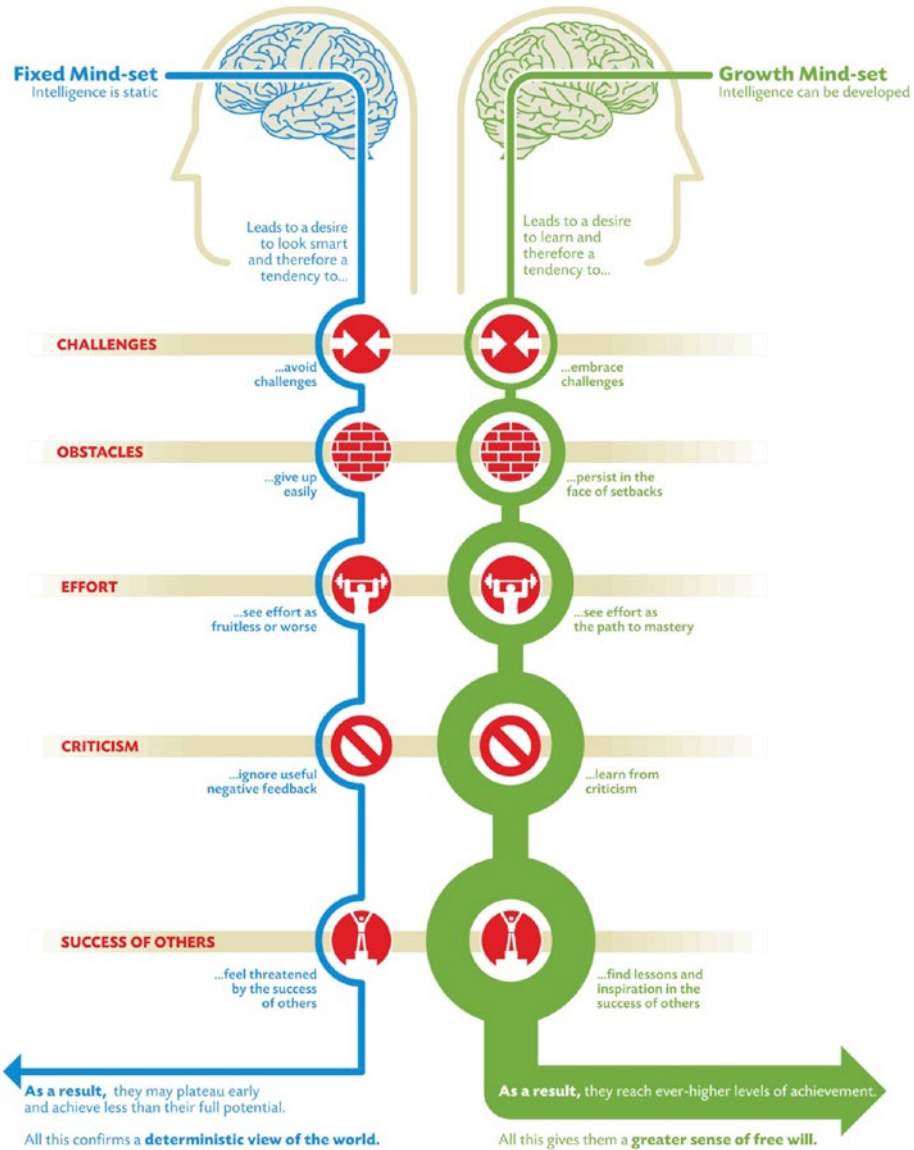 Fixed Mind-set
Intelligence is static
Growth Mind-set
Intelligence can be developed
Leads to a desire
to look smart
and therefore a
tendency to...
Leads to a desire
to learn and
therefore a
tendency to...
CHALLENGES
...avoid
challenges
...embrace
challenges
OBSTACLES
...give up
easily
...persist in the
face of setbacks
EFFORT
...see effort as
fruitless or worse
...see effort as
the path to mastery
CRITICISM
...ignore useful
negative feedback
...learn from
criticism
SUCCESS OF OTHERS
...feel threatened
by the success
of others
...find lessons and
inspiration in the
success of others
As a result, they may plateau early
and achieve less than their full potential.
All this confirms a deterministic view of the world.
As a result, they reach ever-higher levels of achievement.
All this gives them a greater sense of free will.